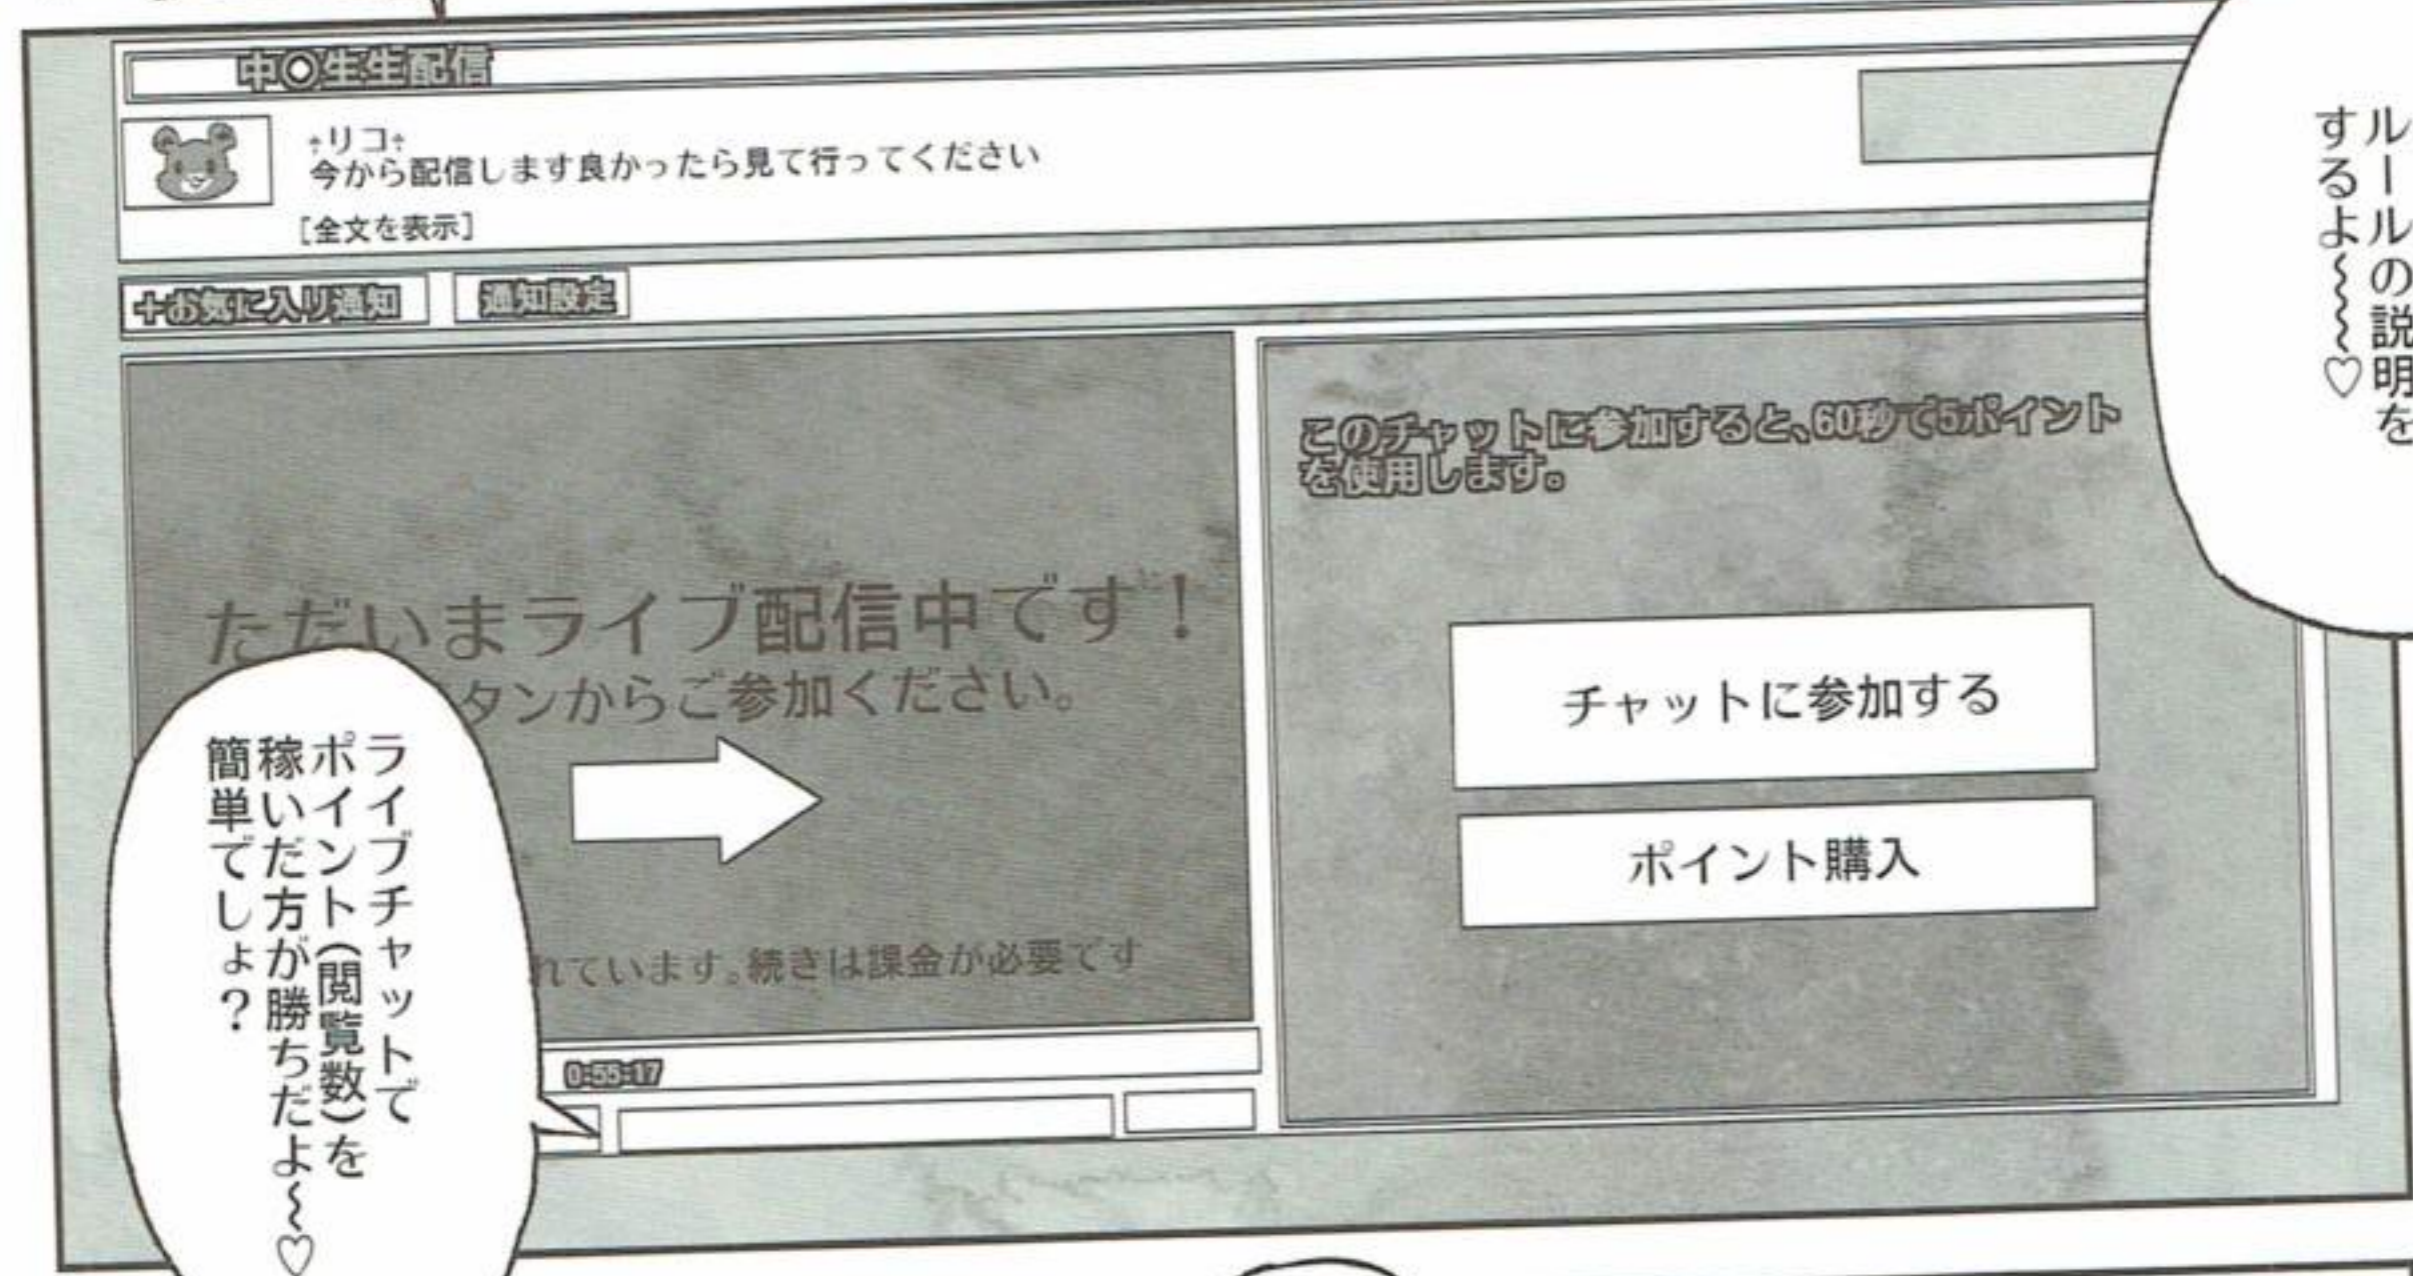 ルールの説明を
するよ～～～♡
中〇生生配信
リコ
今から配信します良かったら見て行ってください
[全文を表示]
+お気に入り通知
通知設定
このチャットに参加すると、60秒で5ポイント
を使用します。
ただいまライブ配信中です！
タンからご参加ください。
チャットに参加する
ポイント購入
れています。続きは課金が必要です
0:55:17
ライブチャットで
ポイント(閲覧数)を
稼いだ方が勝ちだよ～♡
簡単でしょ？